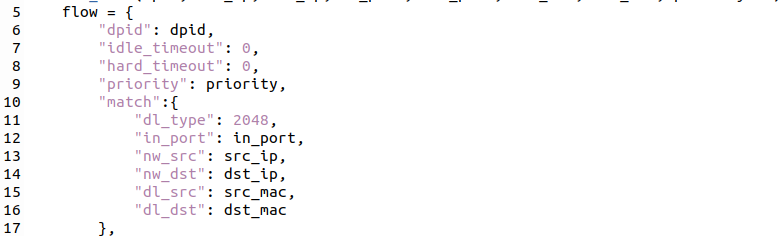 5 flow = {
6 "dpid": dpid,
7 "idle_timeout": 0,
8 "hard_timeout": 0,
9 "priority": priority,
10 "match":{
11 "dl_type": 2048,
12 "in_port": in_port,
13 "nw_src": src_ip,
14 "nw_dst": dst_ip,
15 "dl_src": src_mac,
16 "dl_dst": dst_mac
17 },